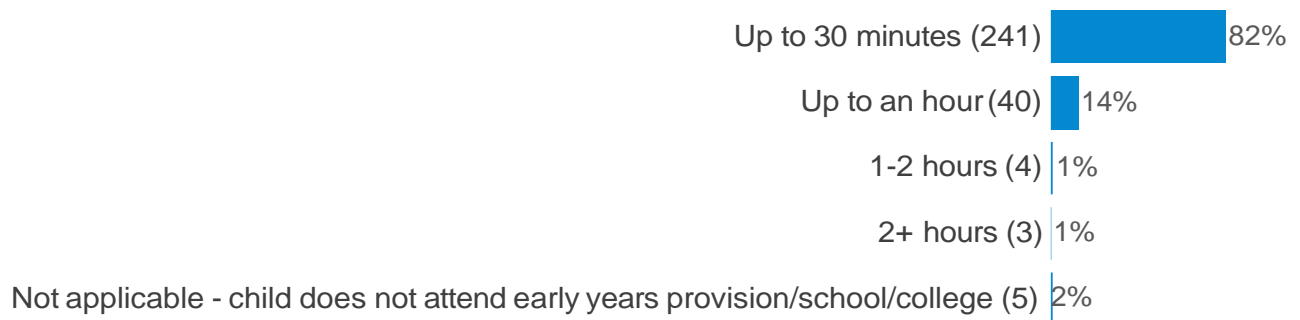 Up to 30 minutes (241) 82%
Up to an hour (40) 14%
1-2 hours (4) 1%
2+ hours (3) 1%
Not applicable - child does not attend early years provision/school/college (5) 2%